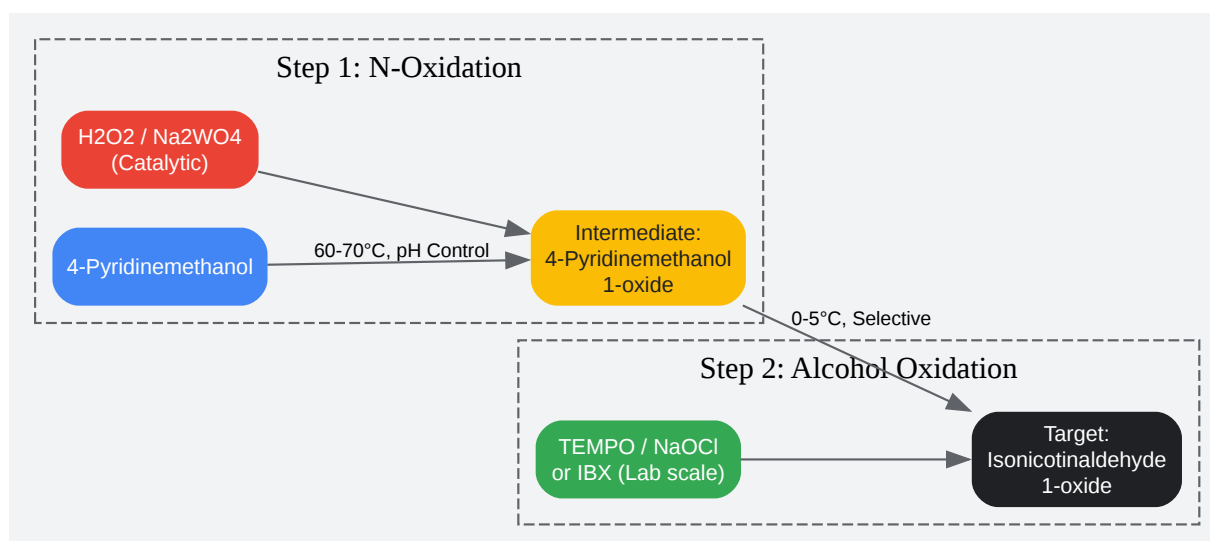 Step 1: N-Oxidation
H2O2 / Na2WO4
(Catalytic)
4-Pyridinemethanol
60-70°C, pH Control
Intermediate:
4-Pyridinemethanol
1-oxide
0-5°C, Selective
Step 2: Alcohol Oxidation
TEMPO / NaOCl
or IBX (Lab scale)
Target:
Isonicotinaldehyde
1-oxide